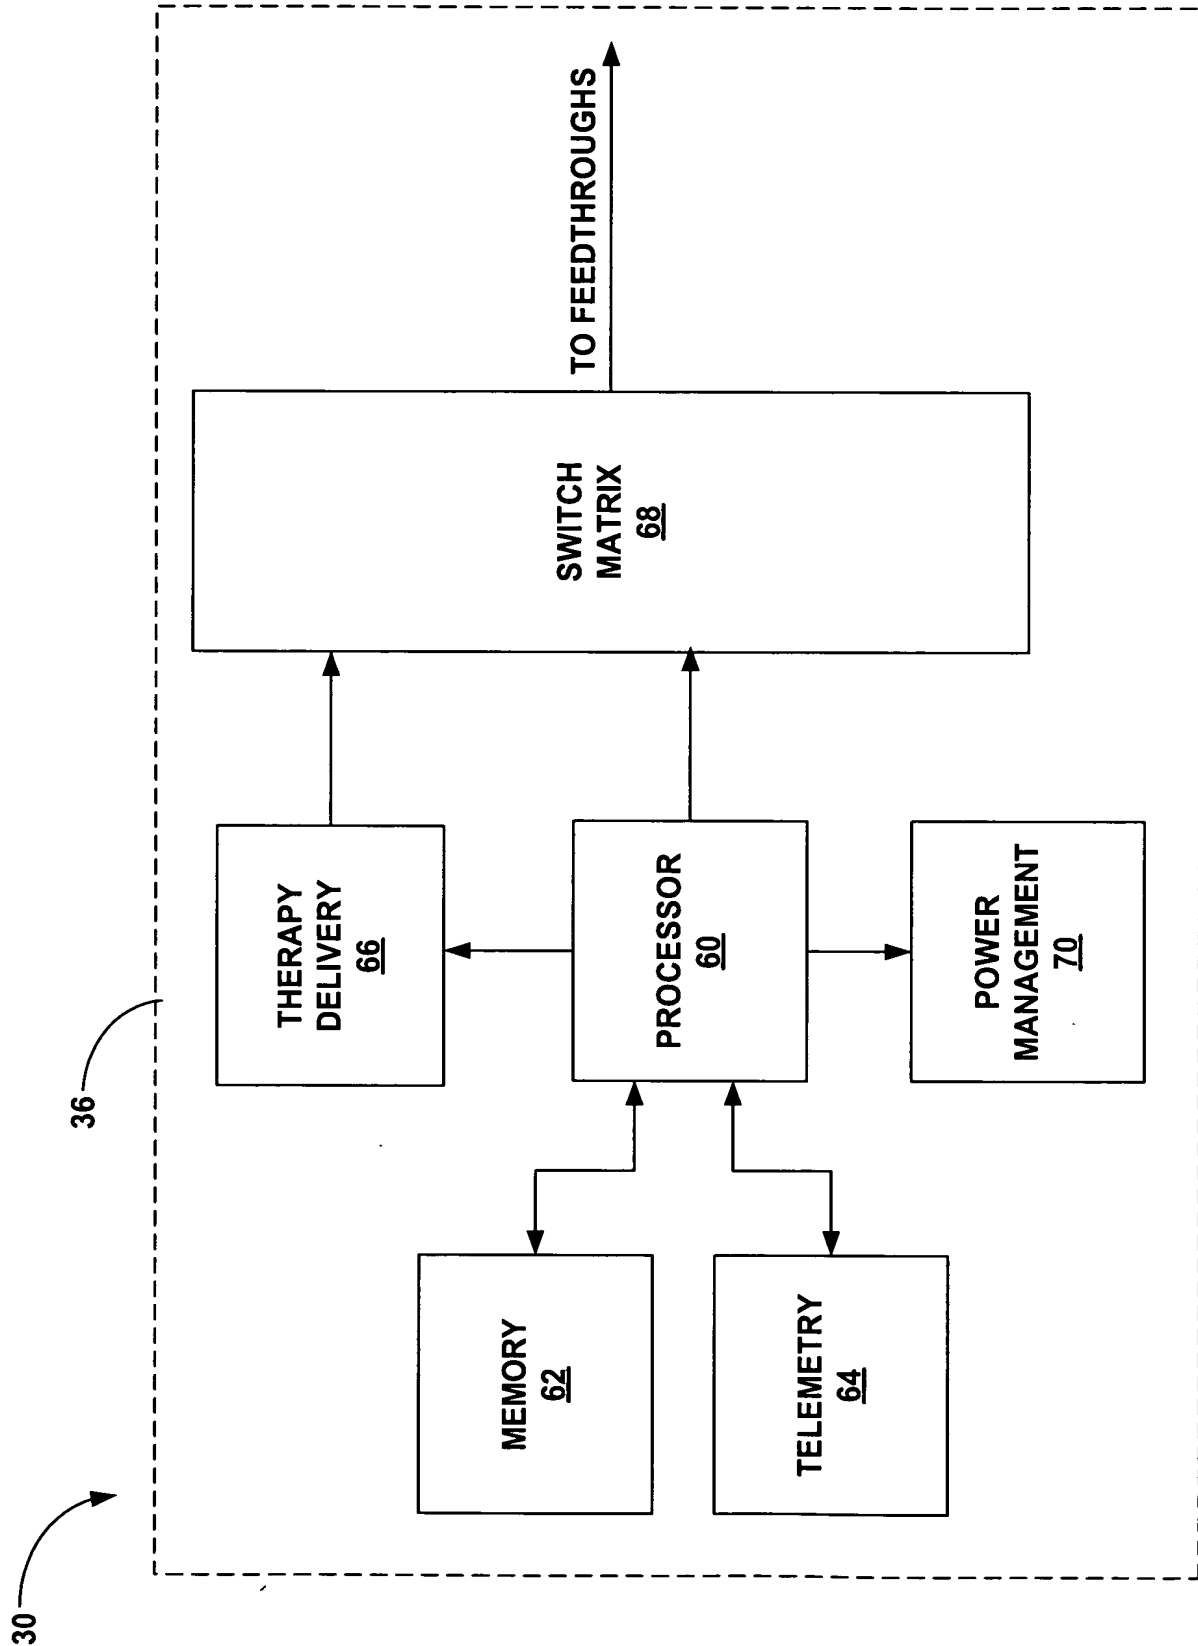 30
36
MEMORY
62
TELEMETRY
64
THERAPY
DELIVERY
66
PROCESSOR
60
POWER
MANAGEMENT
70
SWITCH
MATRIX
68
TO FEEDTHROUGHS